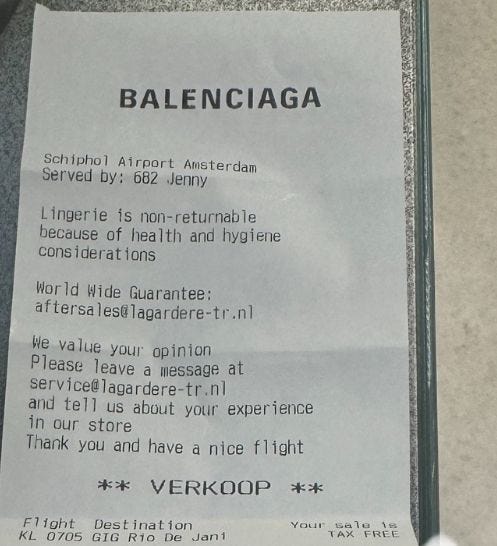 BALENCIAGA
Schiphol Airport Amsterdam
Served by: 682 Jenny
Lingerie is non-returnable
because of health and hygiene
considerations
World Wide Guarantee:
aftersales@lagardere-tr.nl
We value your opinion
Please leave a message at
service@lagardere-tr.nl
and tell us about your experience
in our store
Thank you and have a nice flight
** VERKOOP **
Flight Destination Your sale is
KL 0705 GIG Rio De Jani TAX FREE